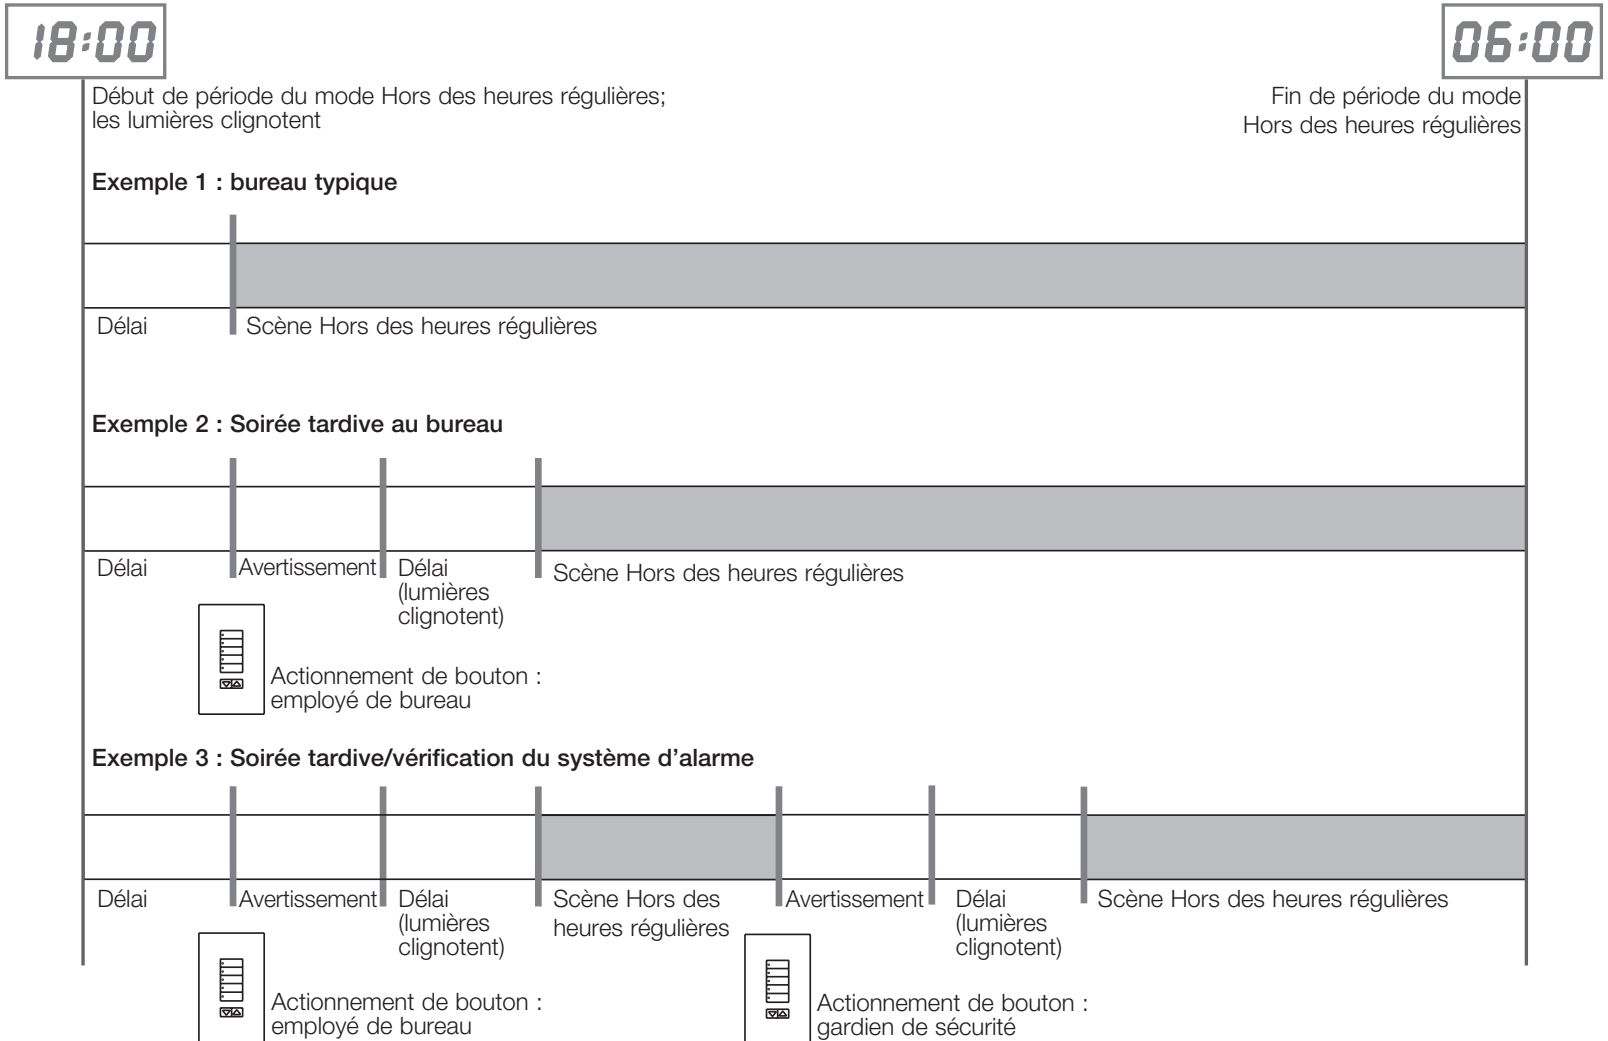 18:00
06:00
Début de période du mode Hors des heures régulières;
les lumières clignotent
Fin de période du mode
Hors des heures régulières
Exemple 1 : bureau typique
Délai
Scène Hors des heures régulières
Exemple 2 : Soirée tardive au bureau
Délai
Avertissement
Délai
(lumières
clignotent)
Scène Hors des heures régulières
Actionnement de bouton :
employé de bureau
Exemple 3 : Soirée tardive/vérification du système d’alarme
Délai
Avertissement
Délai
(lumières
clignotent)
Scène Hors des
heures régulières
Avertissement
Délai
(lumières
clignotent)
Scène Hors des heures régulières
Actionnement de bouton :
employé de bureau
Actionnement de bouton :
gardien de sécurité